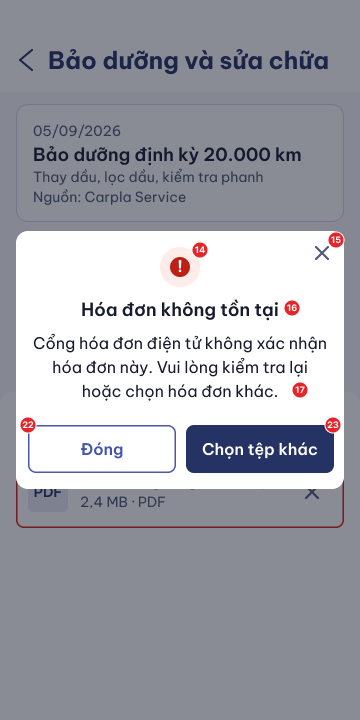 Bảo dưỡng và sửa chữa
05/09/2026
Bảo dưỡng định kỳ 20.000 km
Thay dầu, lọc dầu, kiểm tra phanh
Nguồn: Carpla Service
15
14
!
Hóa đơn không tồn tại 16
Cổng hóa đơn điện tử không xác nhận
hóa đơn này. Vui lòng kiểm tra lại
hoặc chọn hóa đơn khác. 17
22
23
Đóng
Chọn tệp khác
PDF
2,4 MB · PDF